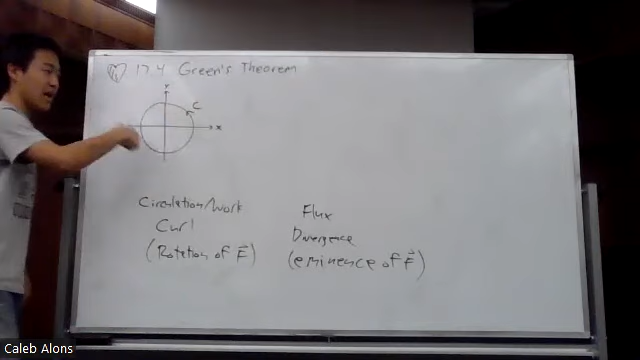 17.4 Green's Theorem
y
C
x
Circulation/Work
Curl
(Rotation of F⃗)
Flux
Divergence
(eminence of F⃗)
Caleb Alons